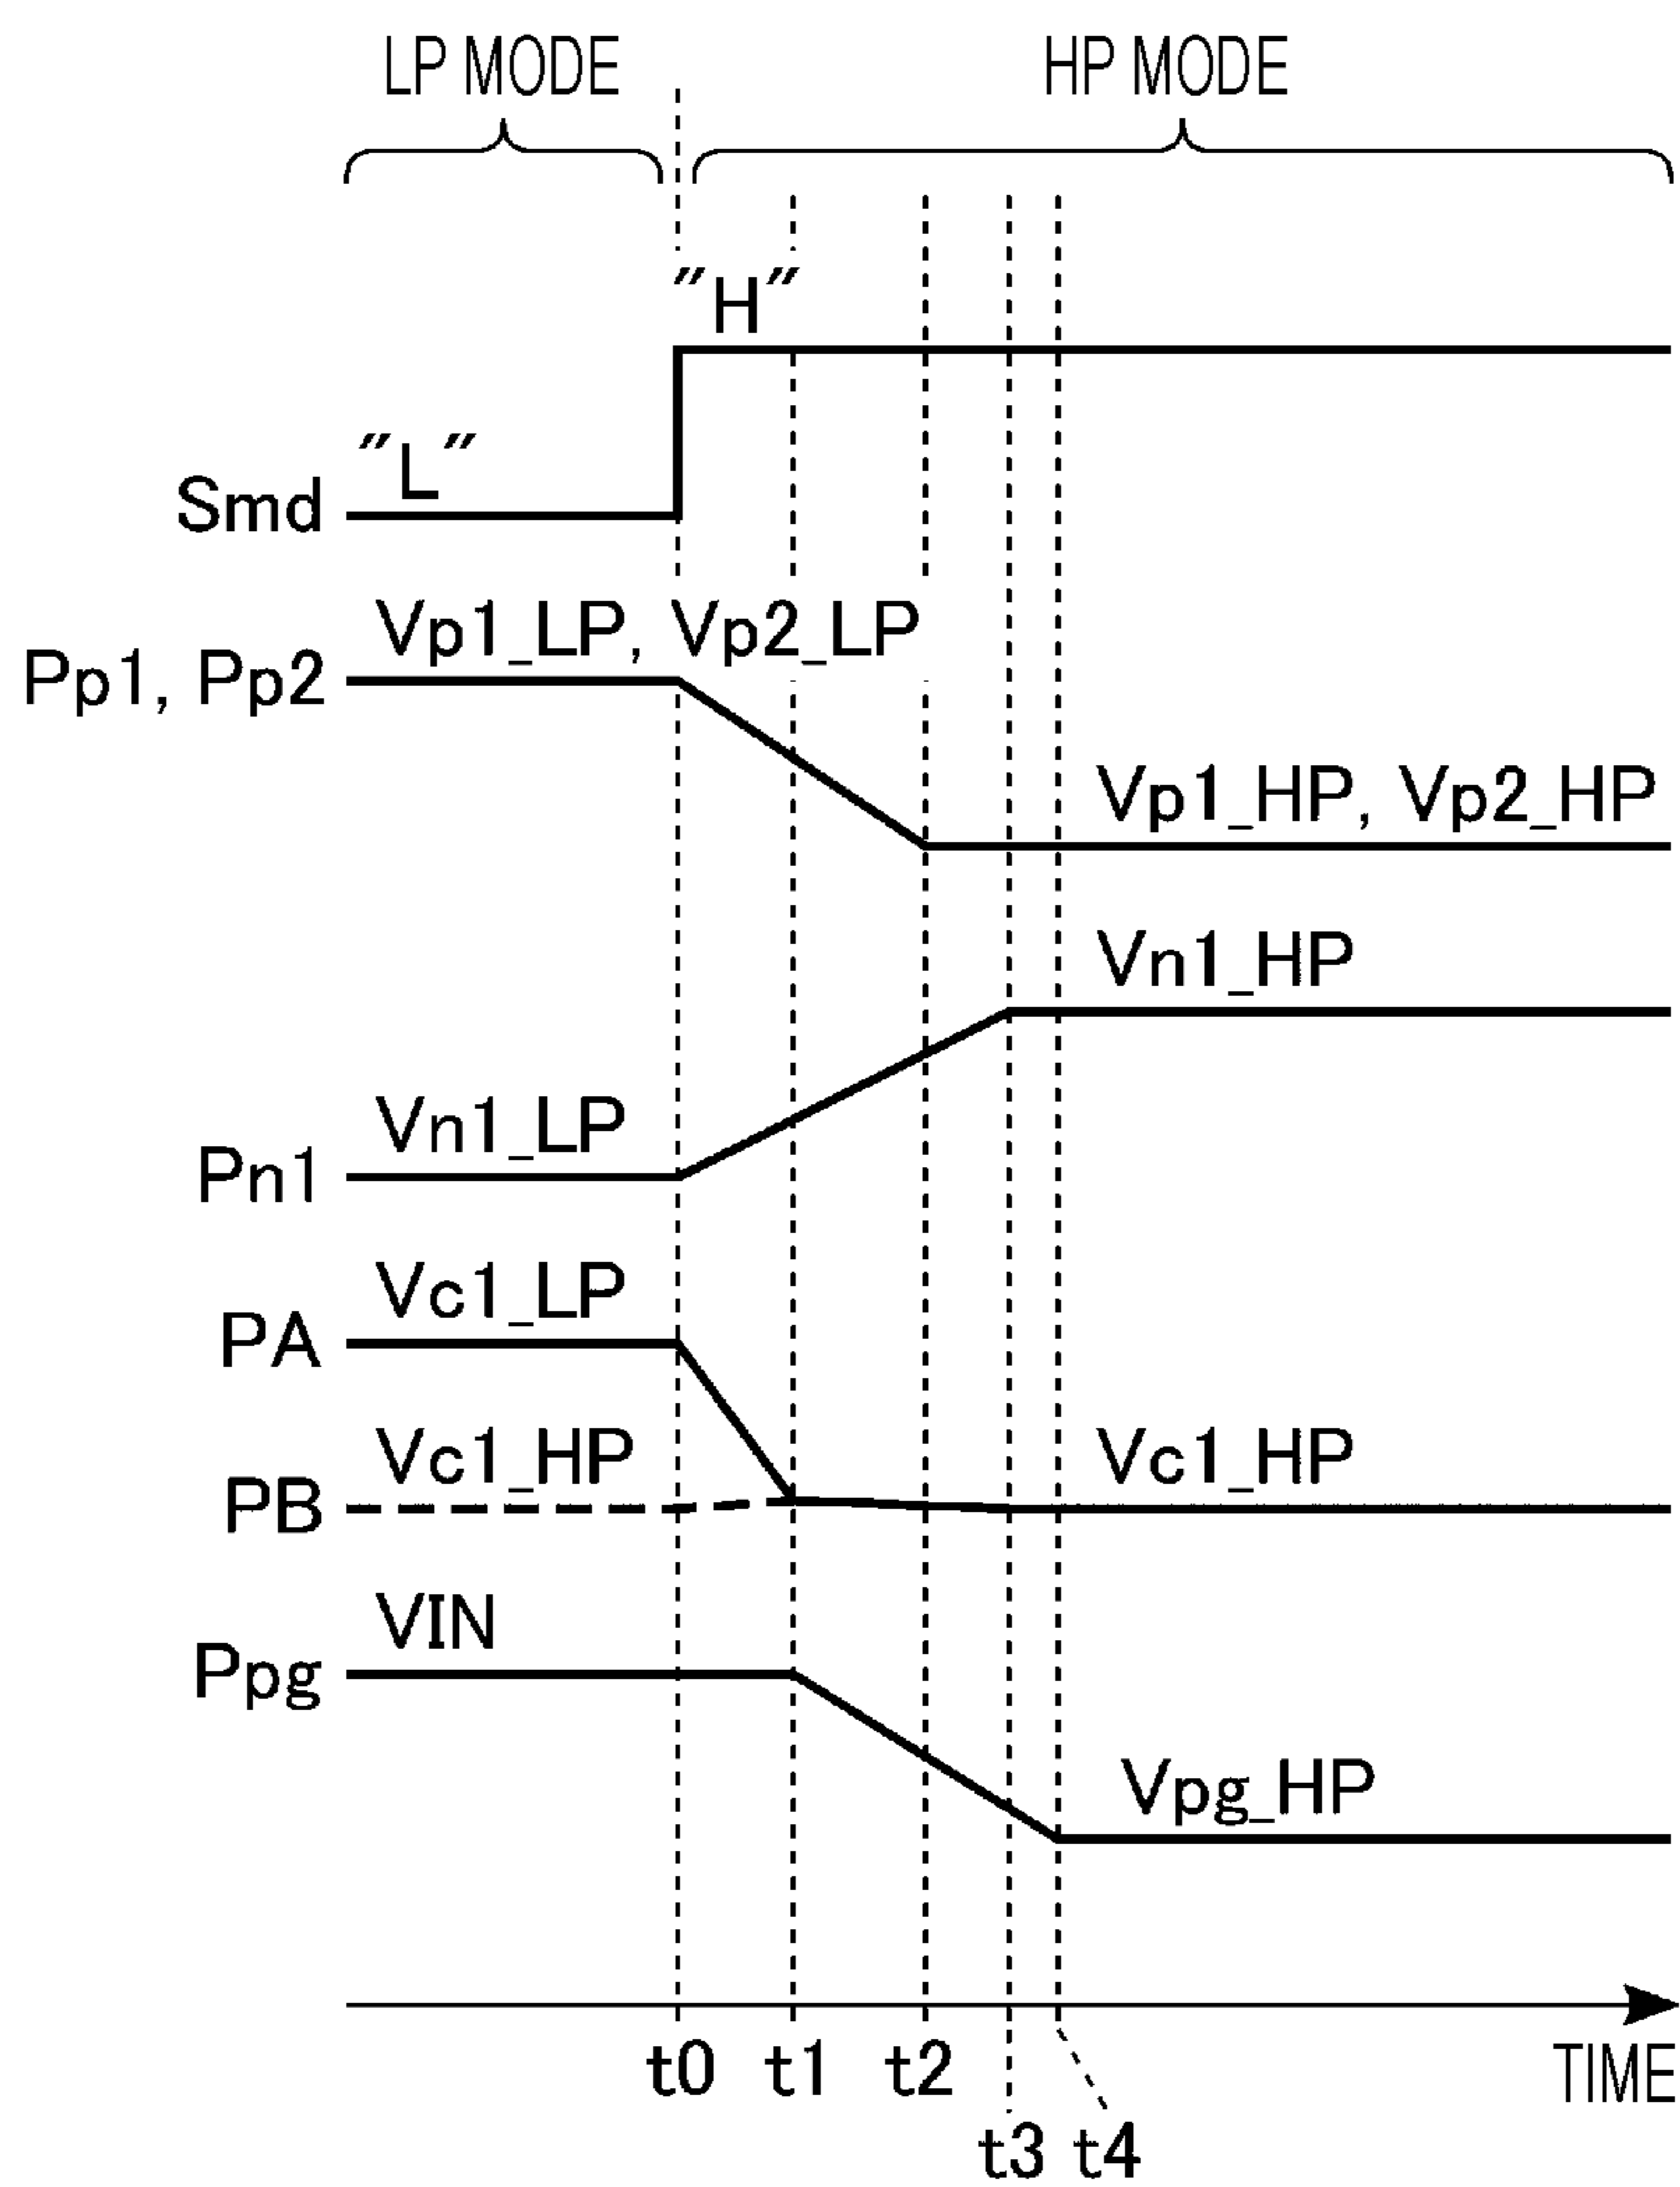 LP MODE HP MODE
"H"
"L"
Smd
Vp1_LP, Vp2_LP
Pp1, Pp2
Vp1_HP, Vp2_HP
Vn1_HP
Vn1_LP
Pn1
Vc1_LP
PA
Vc1_HP Vc1_HP
PB
VIN
Ppg
Vpg_HP
t0 t1 t2 TIME
t3 t4